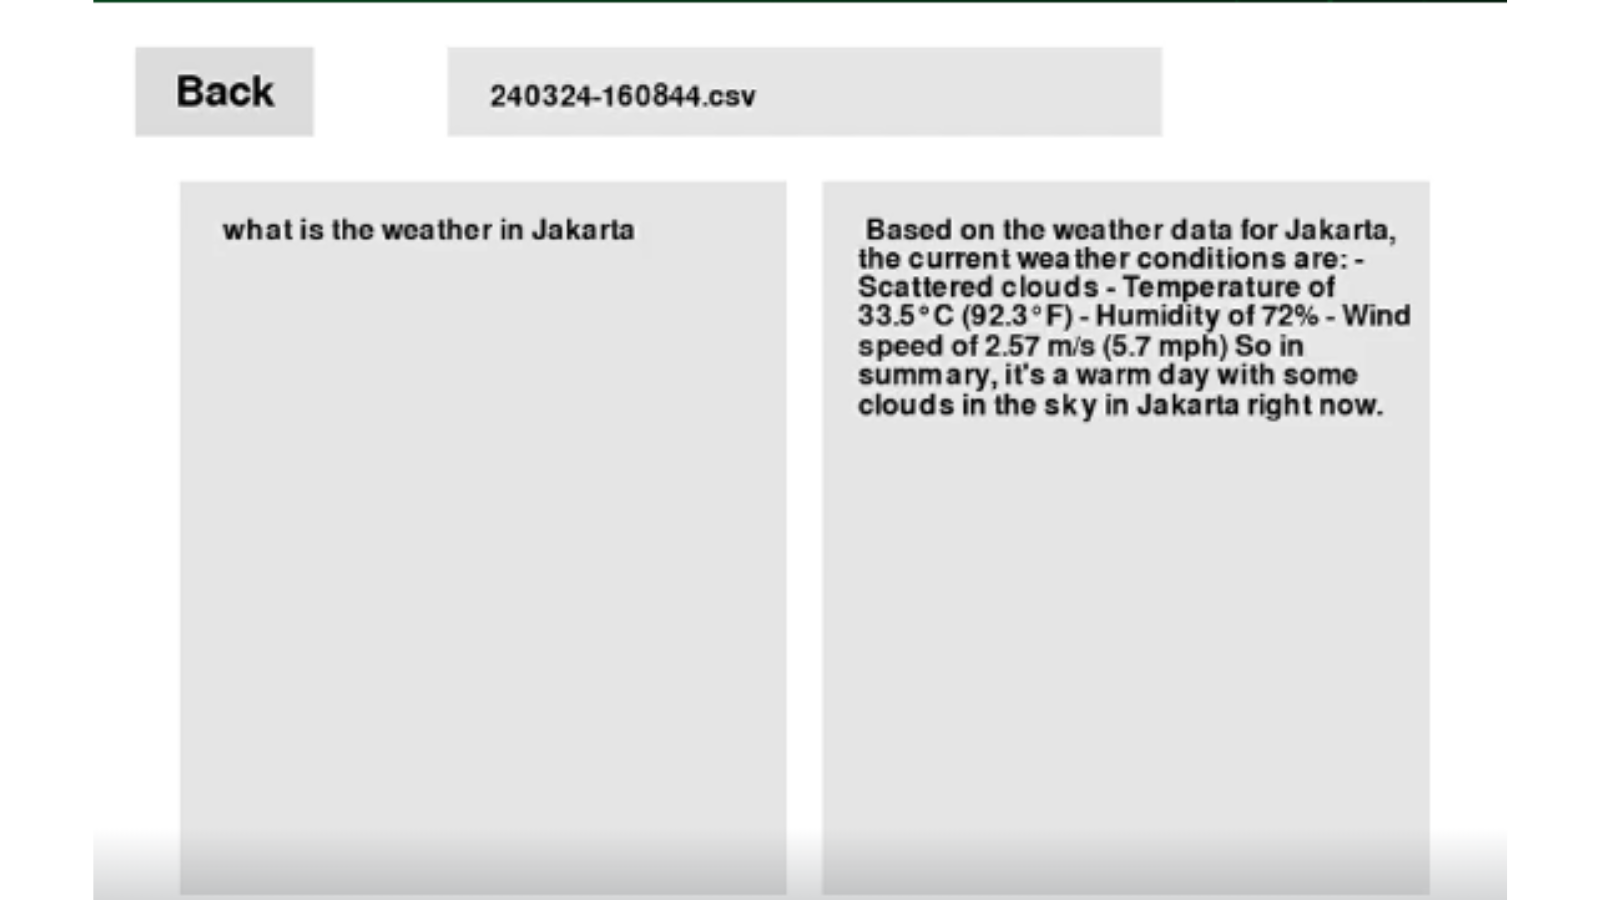 Back
240324-160844.csv
what is the weather in Jakarta
Based on the weather data for Jakarta,
the current weather conditions are: -
Scattered clouds - Temperature of
33.5°C (92.3°F) - Humidity of 72% - Wind
speed of 2.57 m/s (5.7 mph) So in
summary, it's a warm day with some
clouds in the sky in Jakarta right now.